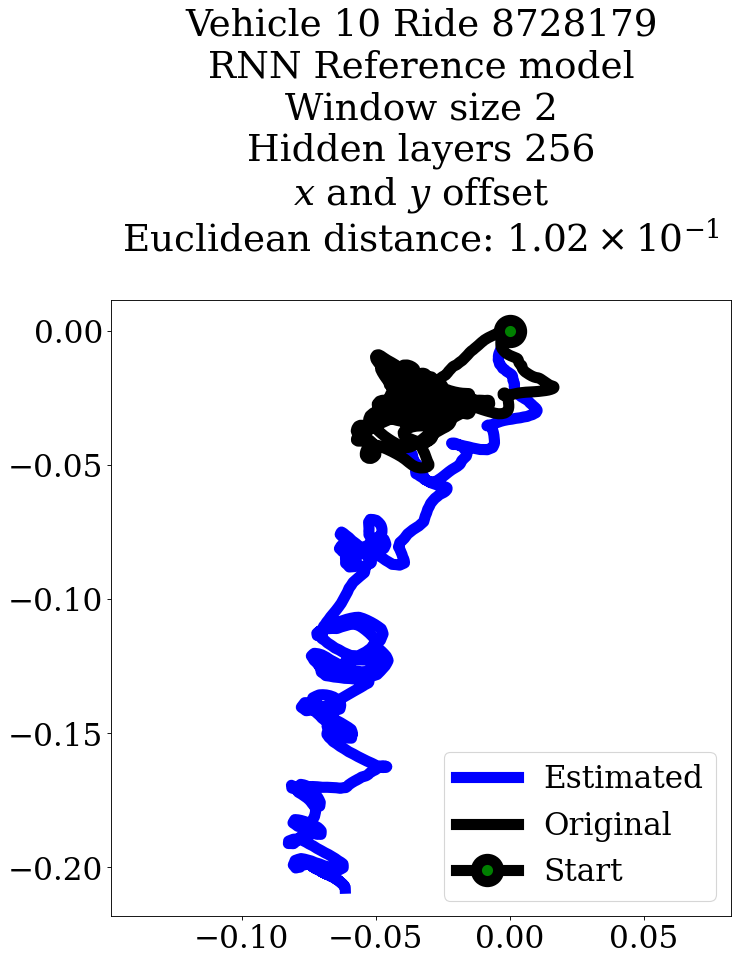 Vehicle 10 Ride 8728179
RNN Reference model
Window size 2
Hidden layers 256
x and y offset
Euclidean distance: 1.02 × 10⁻¹
0.00
−0.05
−0.10
−0.15
−0.20
Estimated
Original
Start
−0.10 −0.05 0.00 0.05